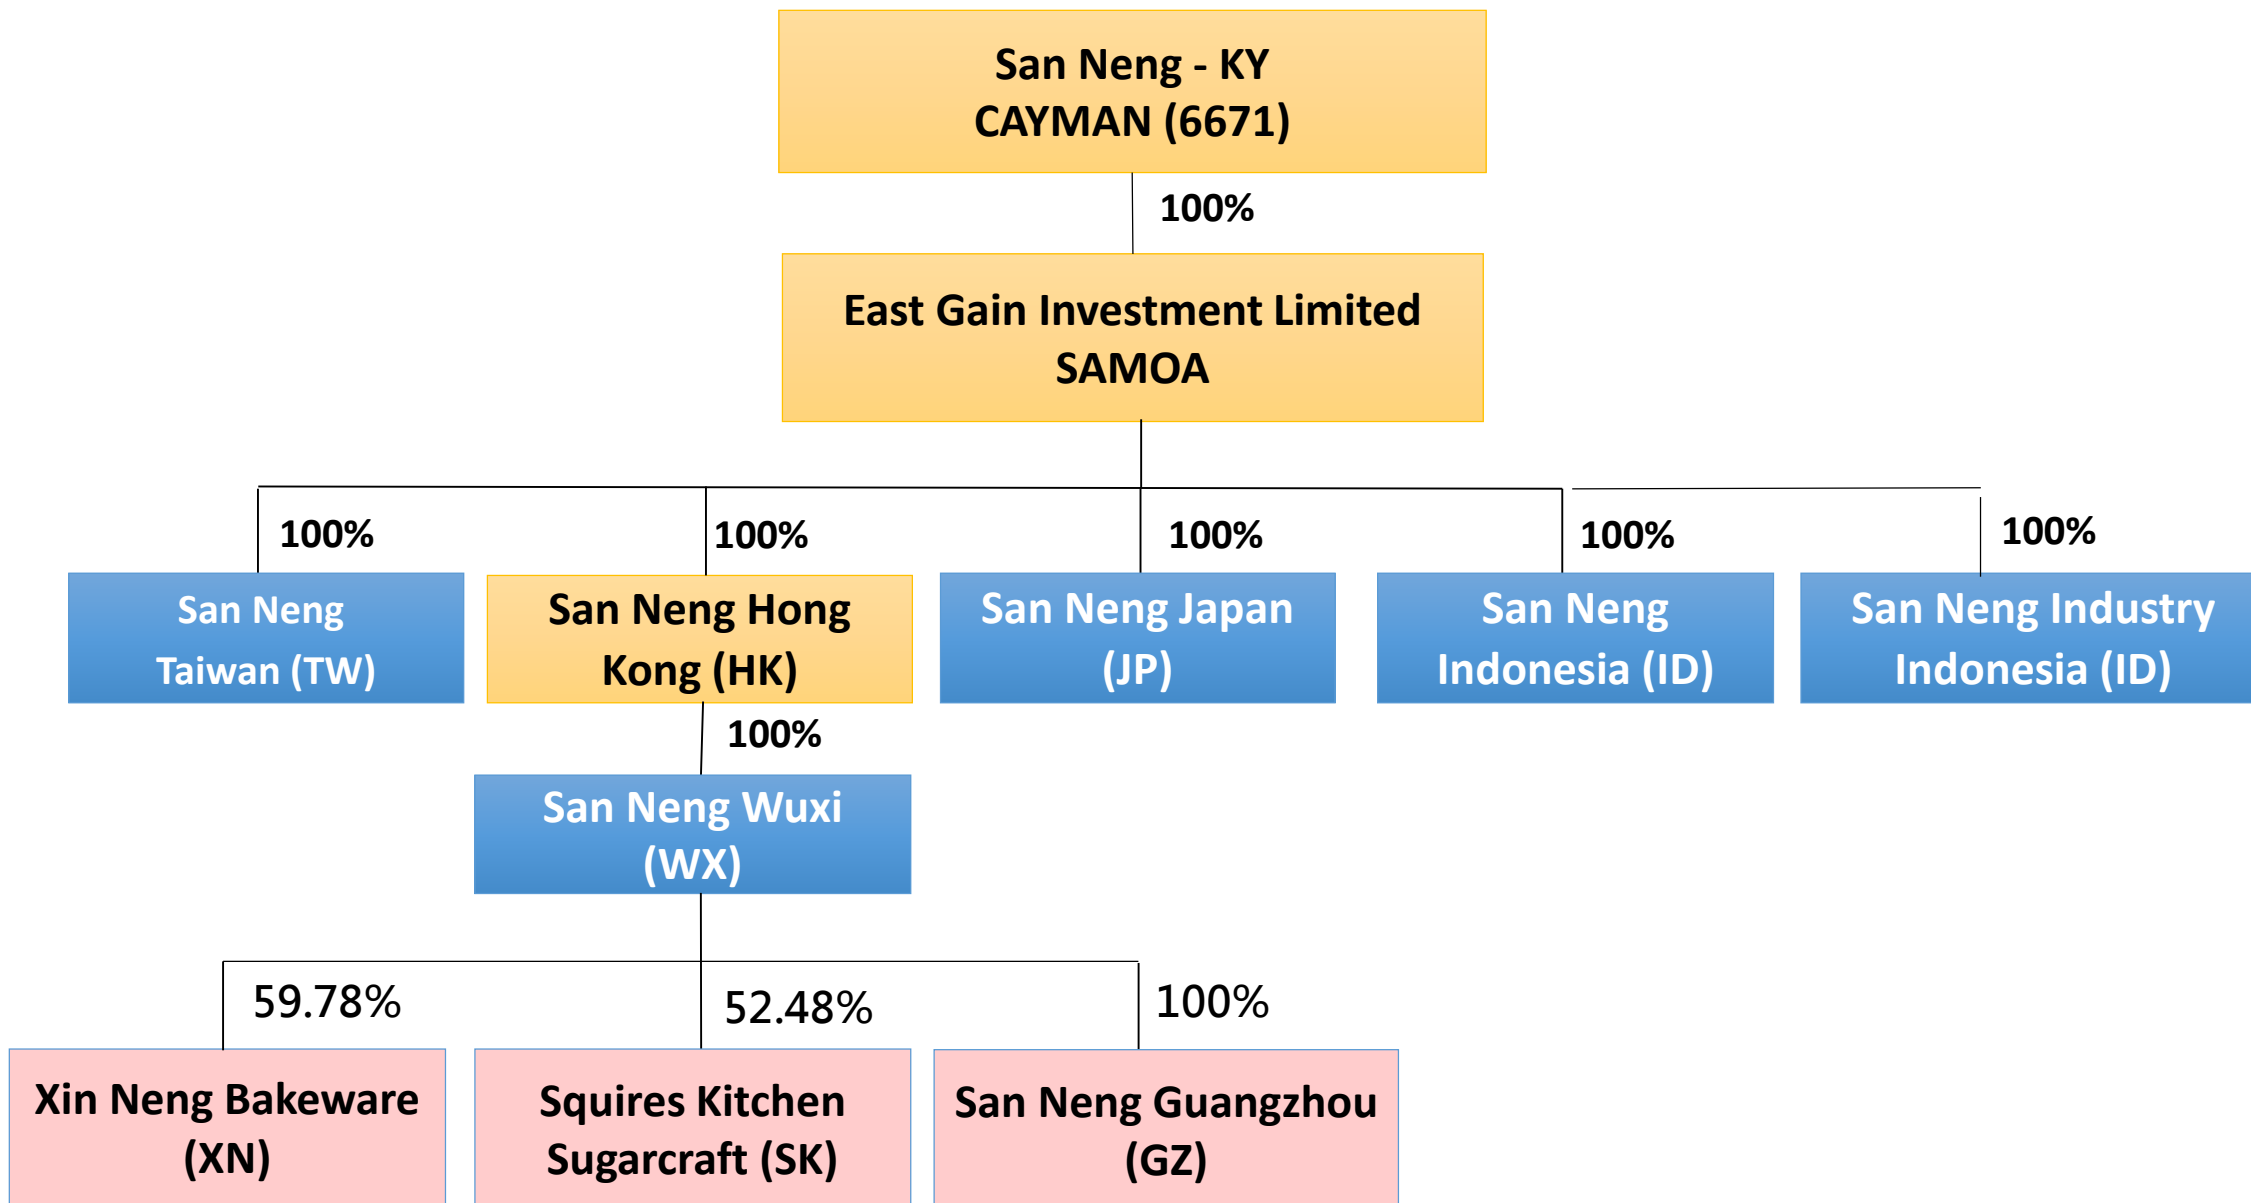 San Neng - KY
CAYMAN (6671)
100%
East Gain Investment Limited
SAMOA
100%
100%
100%
100%
100%
San Neng
Taiwan (TW)
San Neng Hong
Kong (HK)
San Neng Japan
(JP)
San Neng
Indonesia (ID)
San Neng Industry
Indonesia (ID)
100%
San Neng Wuxi
(WX)
59.78%
52.48%
100%
Xin Neng Bakeware
(XN)
Squires Kitchen
Sugarcraft (SK)
San Neng Guangzhou
(GZ)